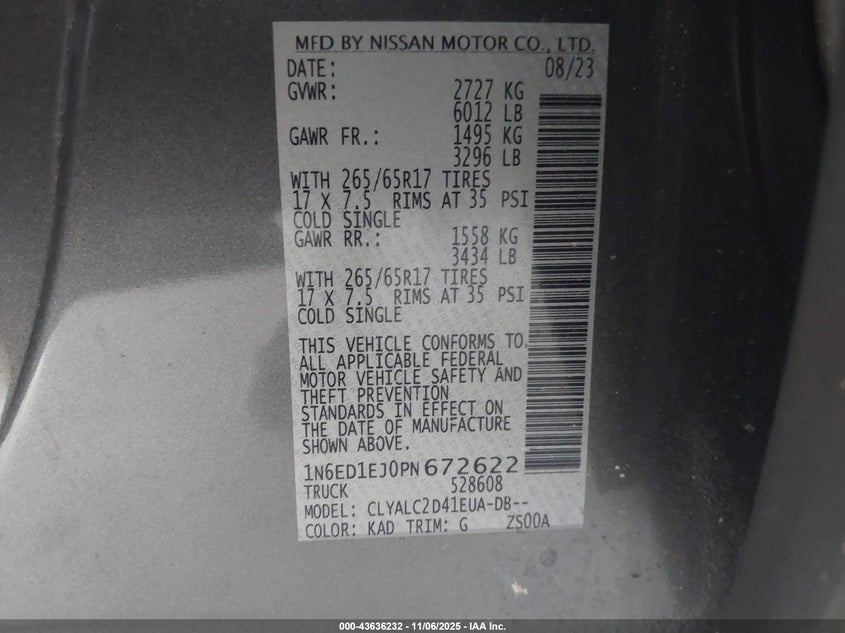 MFD BY NISSAN MOTOR CO., LTD.
DATE: 08/23
GVWR: 2727 KG
6012 LB
GAWR FR.: 1495 KG
3296 LB
WITH 265/65R17 TIRES
17 X 7.5 RIMS AT 35 PSI
COLD SINGLE
GAWR RR.: 1558 KG
3434 LB
WITH 265/65R17 TIRES
17 X 7.5 RIMS AT 35 PSI
COLD SINGLE
THIS VEHICLE CONFORMS TO
ALL APPLICABLE FEDERAL
MOTOR VEHICLE SAFETY AND
THEFT PREVENTION
STANDARDS IN EFFECT ON
THE DATE OF MANUFACTURE
SHOWN ABOVE.
1N6ED1EJ0PN672622
TRUCK 528608
MODEL: CLYALC2D41EUA-DB--
COLOR: KAD TRIM: G ZS00A
000-43636232 - 11/06/2025 - IAA Inc.